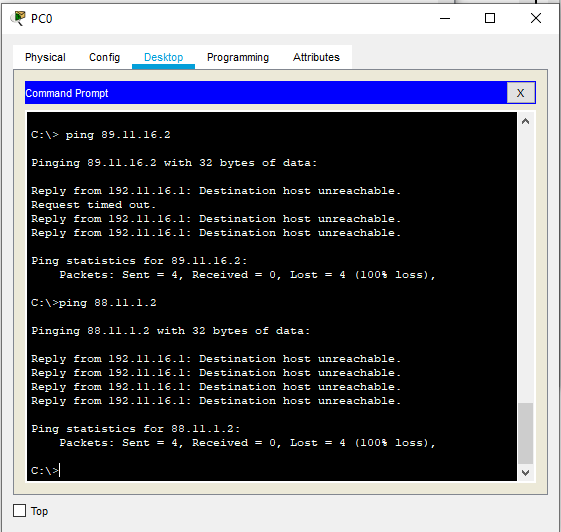 PC0
Physical Config Desktop Programming Attributes
Command Prompt X
C:\> ping 89.11.16.2
Pinging 89.11.16.2 with 32 bytes of data:
Reply from 192.11.16.1: Destination host unreachable.
Request timed out.
Reply from 192.11.16.1: Destination host unreachable.
Reply from 192.11.16.1: Destination host unreachable.
Ping statistics for 89.11.16.2:
    Packets: Sent = 4, Received = 0, Lost = 4 (100% loss),
C:\>ping 88.11.1.2
Pinging 88.11.1.2 with 32 bytes of data:
Reply from 192.11.16.1: Destination host unreachable.
Reply from 192.11.16.1: Destination host unreachable.
Reply from 192.11.16.1: Destination host unreachable.
Reply from 192.11.16.1: Destination host unreachable.
Ping statistics for 88.11.1.2:
    Packets: Sent = 4, Received = 0, Lost = 4 (100% loss),
C:\>
Top